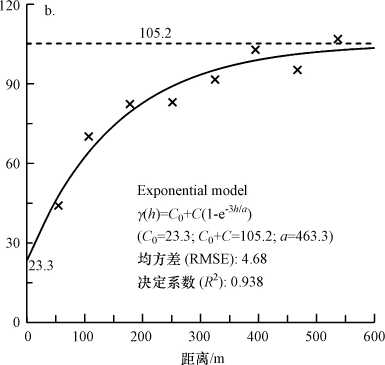 b.
120
105.2
90
60
30
23.3
0
Exponential model
γ(h)=C₀+C(1-e^-3h/a)
(C₀=23.3; C₀+C=105.2; a=463.3)
均方差 (RMSE): 4.68
决定系数 (R²): 0.938
0 100 200 300 400 500 600
距离/m